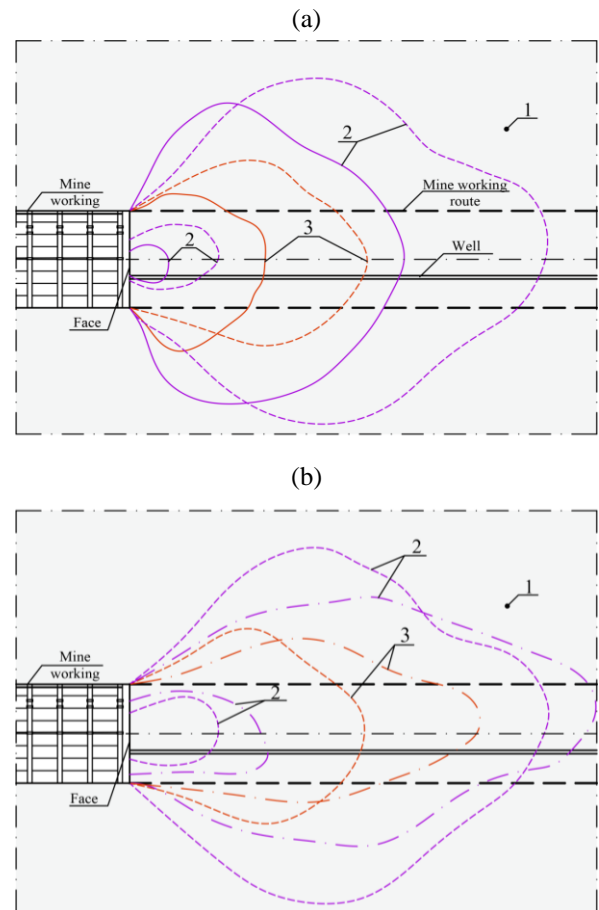 (a)
1
2
Mine
working
Mine working
route
2
3
Well
Face
(b)
2
1
3
Mine
working
2
Face